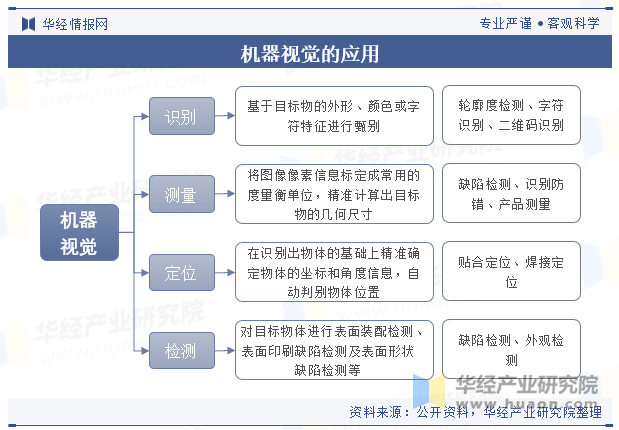 华经情报网
专业严谨 • 客观科学
机器视觉的应用
机器
视觉
识别
基于目标物的外形、颜色或字
符特征进行甄别
轮廓度检测、字符
识别、二维码识别
测量
将图像像素信息标定成常用的
度量衡单位，精准计算出目标
物的几何尺寸
缺陷检测、识别防
错、产品测量
定位
在识别出物体的基础上精准确
定物体的坐标和角度信息，自
动判别物体位置
贴合定位、焊接定
位
检测
对目标物体进行表面装配检测、
表面印刷缺陷检测及表面形状
缺陷检测等
缺陷检测、外观检
测
华经产业研究院
www.huaon.com
资料来源：公开资料，华经产业研究院整理